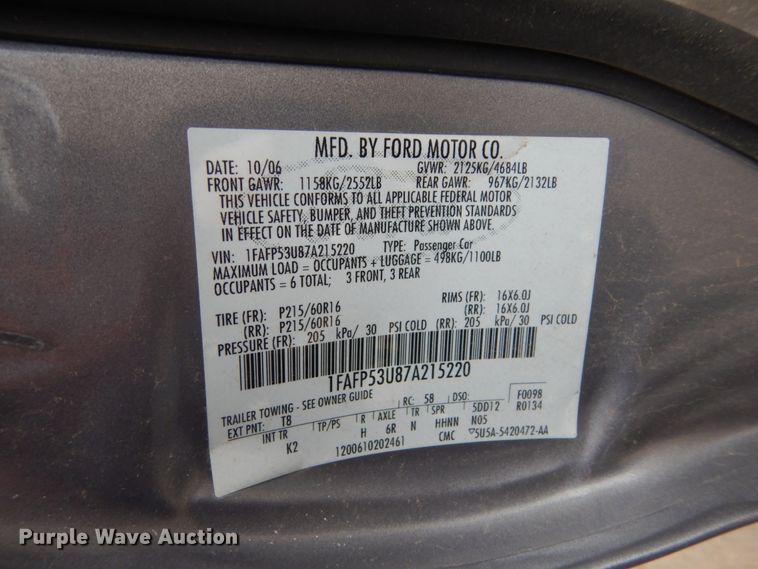 MFD. BY FORD MOTOR CO.
DATE: 10/06 GVWR: 2125KG/4684LB
FRONT GAWR: 1158KG/2552LB REAR GAWR: 967KG/2132LB
THIS VEHICLE CONFORMS TO ALL APPLICABLE FEDERAL MOTOR
VEHICLE SAFETY, BUMPER, AND THEFT PREVENTION STANDARDS
IN EFFECT ON THE DATE OF MANUFACTURE SHOWN ABOVE.
VIN: 1FAFP53U87A215220 TYPE: Passenger Car
MAXIMUM LOAD = OCCUPANTS + LUGGAGE = 498KG/1100LB
OCCUPANTS = 6 TOTAL; 3 FRONT, 3 REAR
TIRE (FR): P215/60R16 RIMS (FR): 16X6.0J
(RR): P215/60R16 (RR): 16X6.0J
PRESSURE (FR): 205 kPa/ 30 PSI COLD (RR): 205 kPa/ 30 PSI COLD
1FAFP53U87A215220
TRAILER TOWING - SEE OWNER GUIDE RC: 58 DSO: F0098
EXT PNT: T8 5DD12 R0134
INT TR TP/PS R AXLE TR SPR N05
K2 H 6R N HHNN
1200610202461 CMC ▽5U5A-5420472-AA
Purple Wave Auction